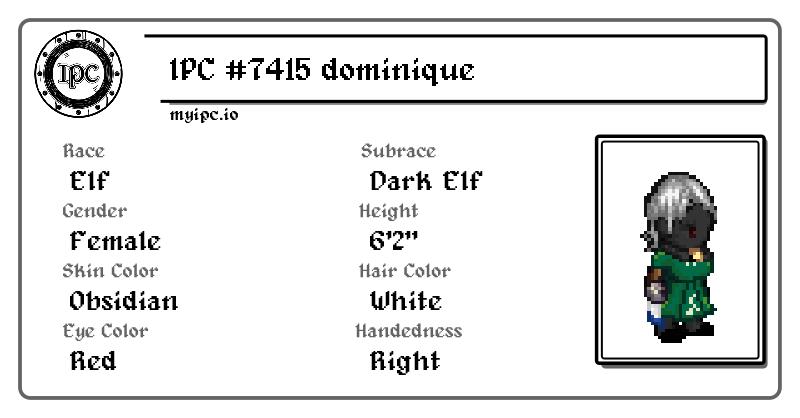 IPC
IPC #7415 dominique
myipc.io
Race
Elf
Subrace
Dark Elf
Gender
Female
Height
6'2"
Skin Color
Obsidian
Hair Color
White
Eye Color
Red
Handedness
Right